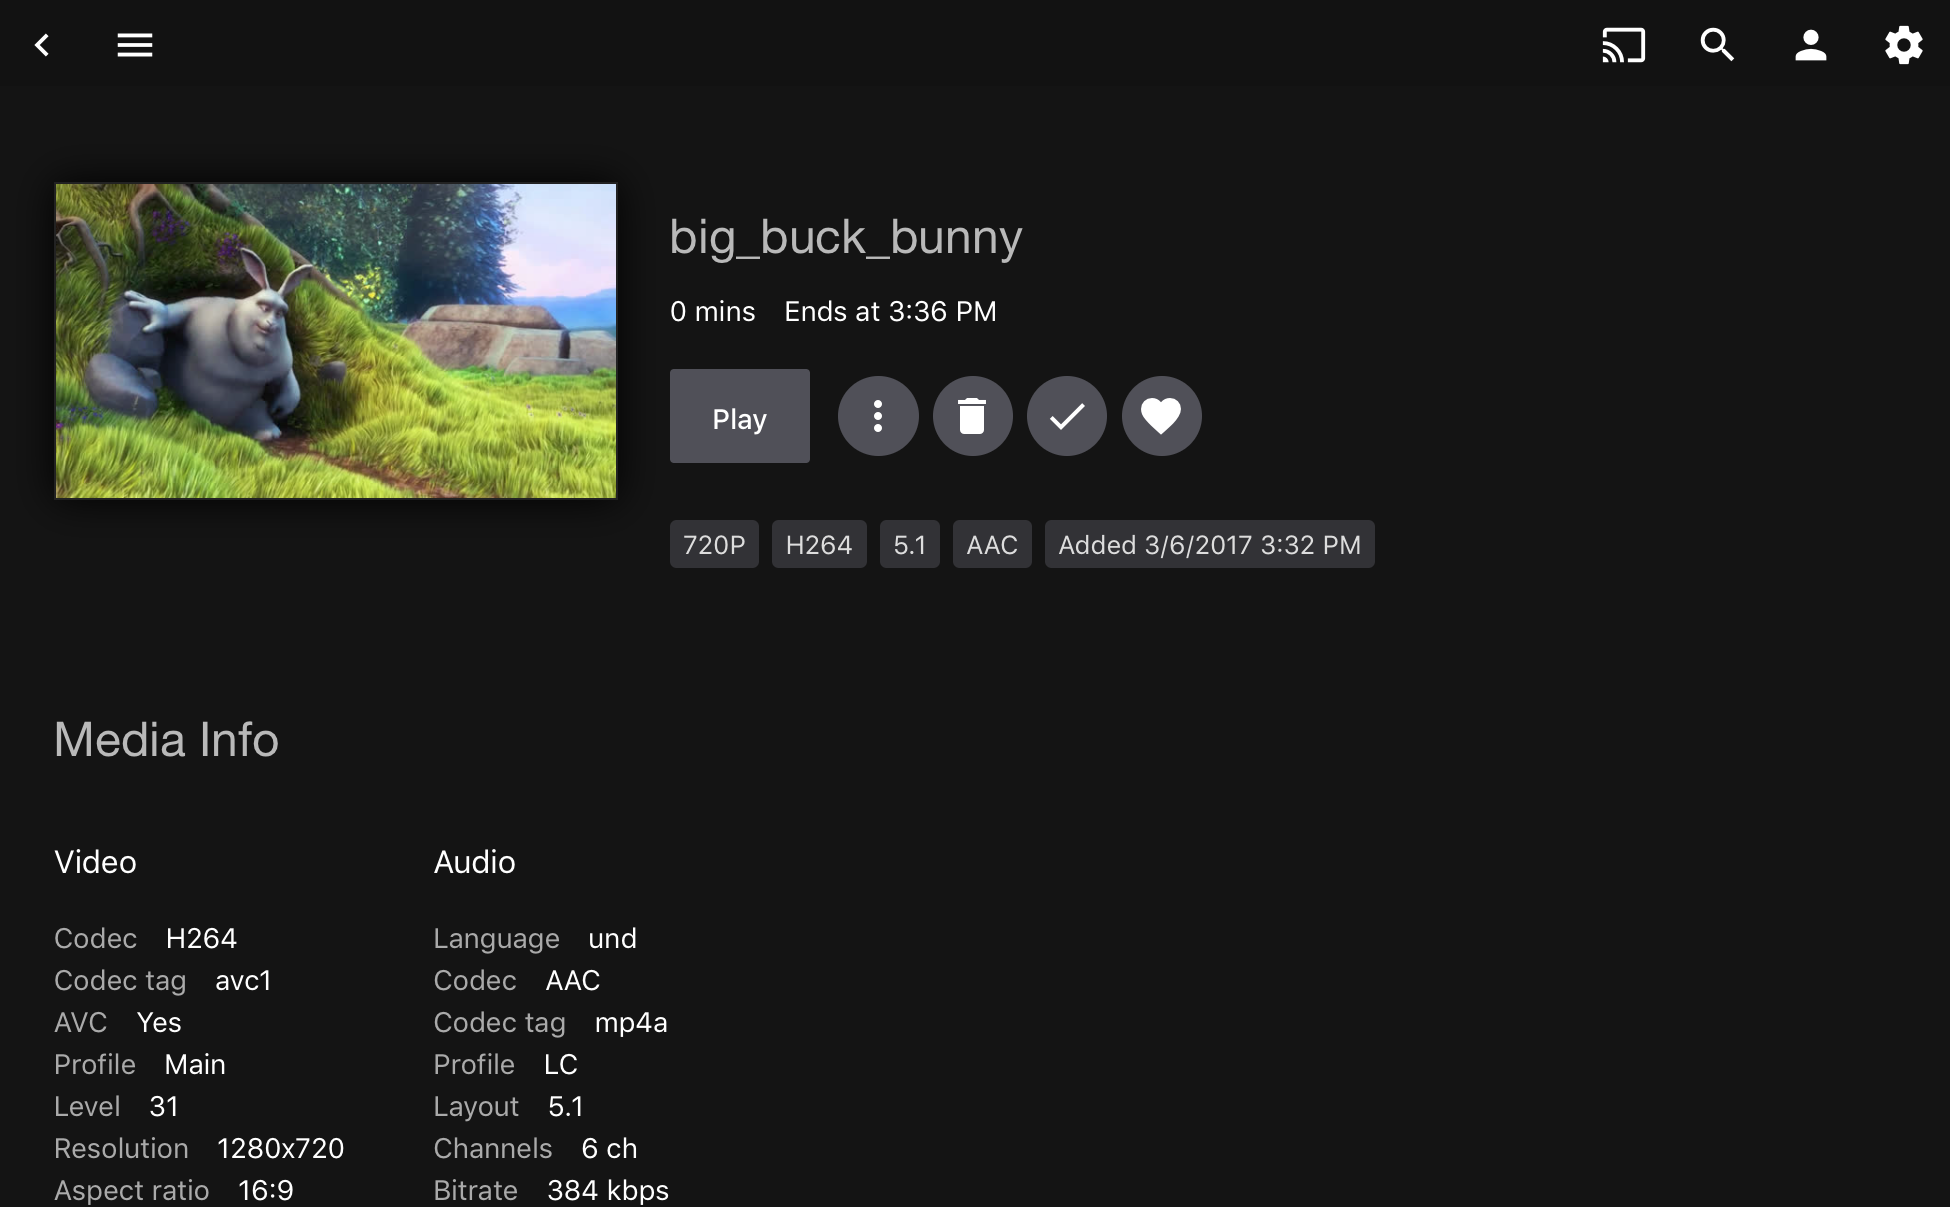 big_buck_bunny
0 mins Ends at 3:36 PM
Play
720P H264 5.1 AAC Added 3/6/2017 3:32 PM
Media Info
Video
Codec H264
Codec tag avc1
AVC Yes
Profile Main
Level 31
Resolution 1280x720
Aspect ratio 16:9
Audio
Language und
Codec AAC
Codec tag mp4a
Profile LC
Layout 5.1
Channels 6 ch
Bitrate 384 kbps